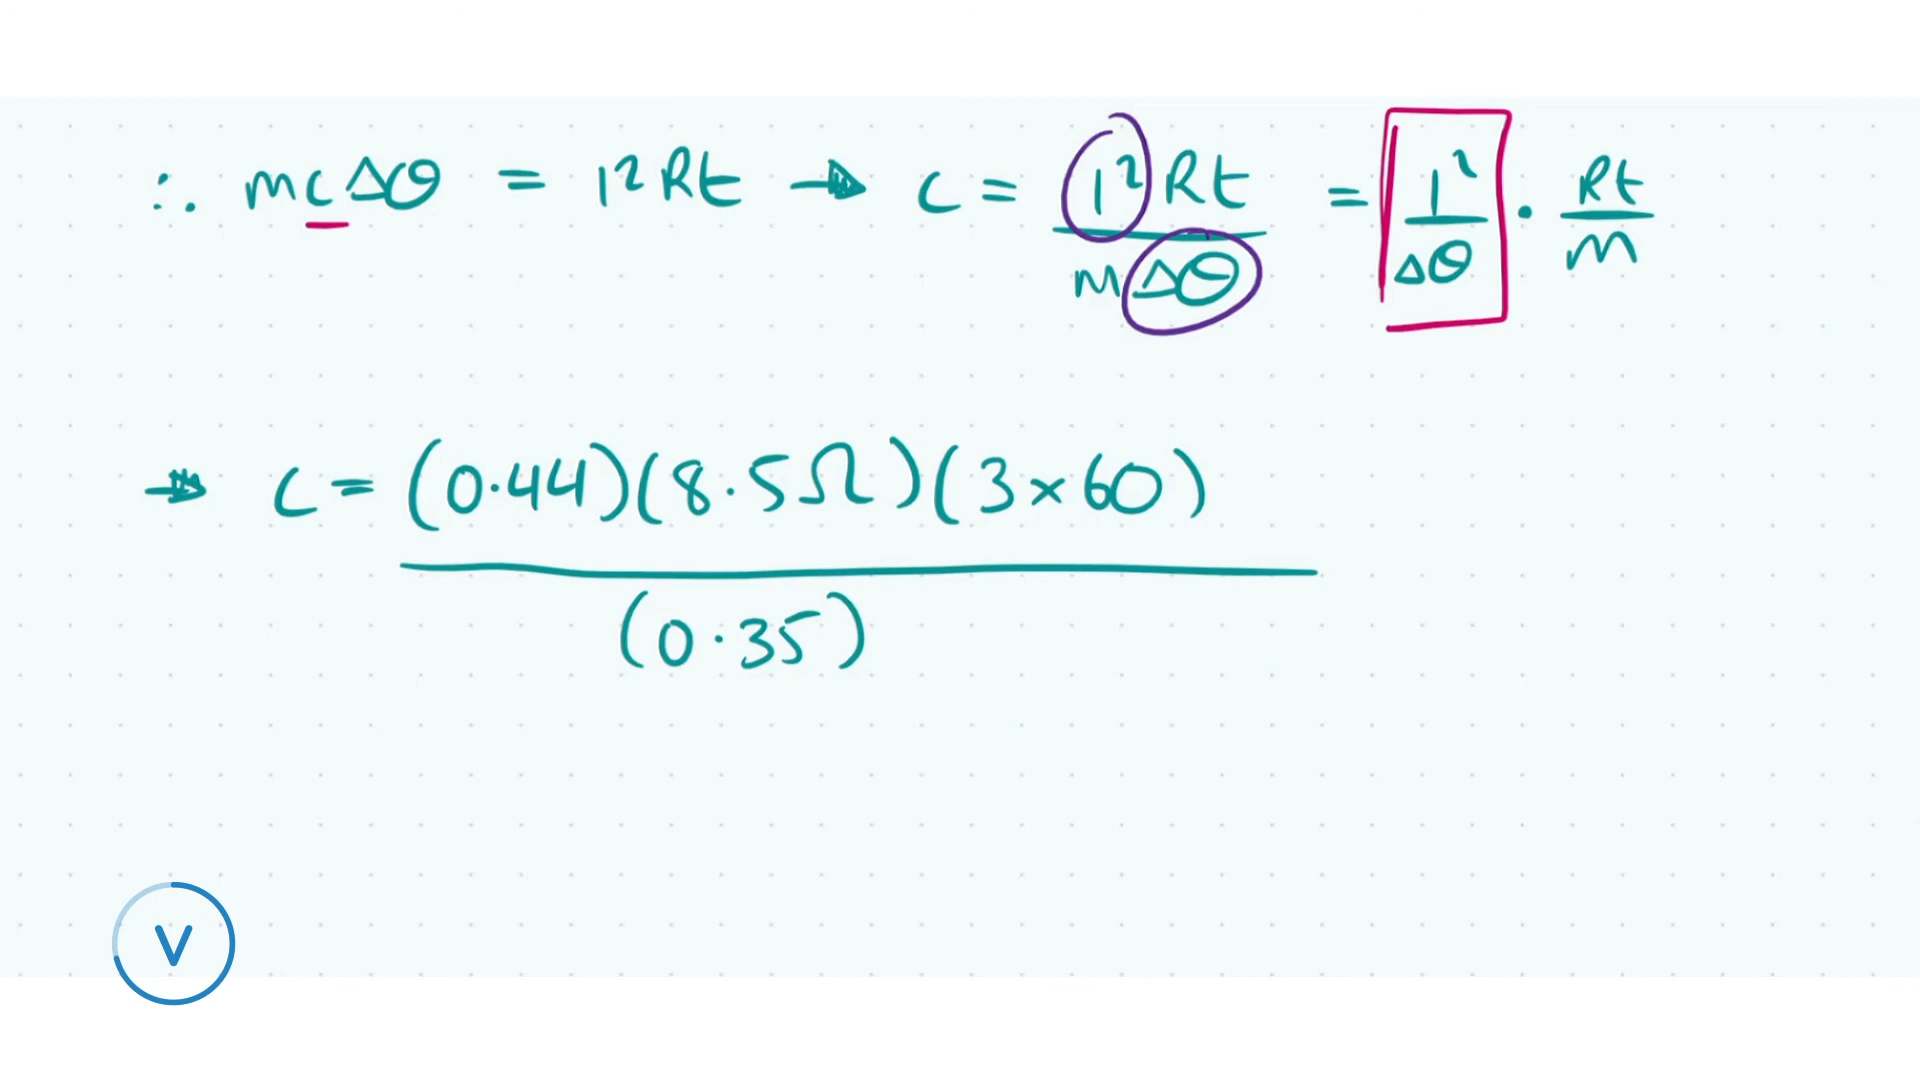 ∴ mcΔθ = I²Rt → c = I²Rt / mΔθ = I²/Δθ · Rt/m
→ c = (0.44)(8.5Ω)(3×60)
(0.35)
V